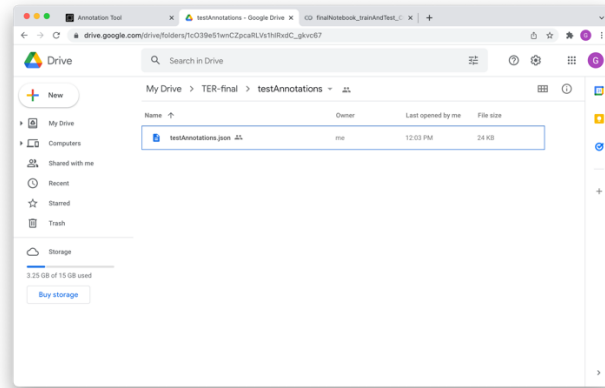 Annotation Tool
testAnnotations - Google Drive
finalNotebook_trainAndTest_C
drive.google.com/drive/folders/
Drive
Search in Drive
G
New
My Drive > TER-final > testAnnotations
Name
Owner
Last opened by me
File size
testAnnotations.json
me
12:03 PM
24 KB
My Drive
Computers
Shared with me
Recent
Starred
Trash
Storage
3.25 GB of 15 GB used
Buy storage